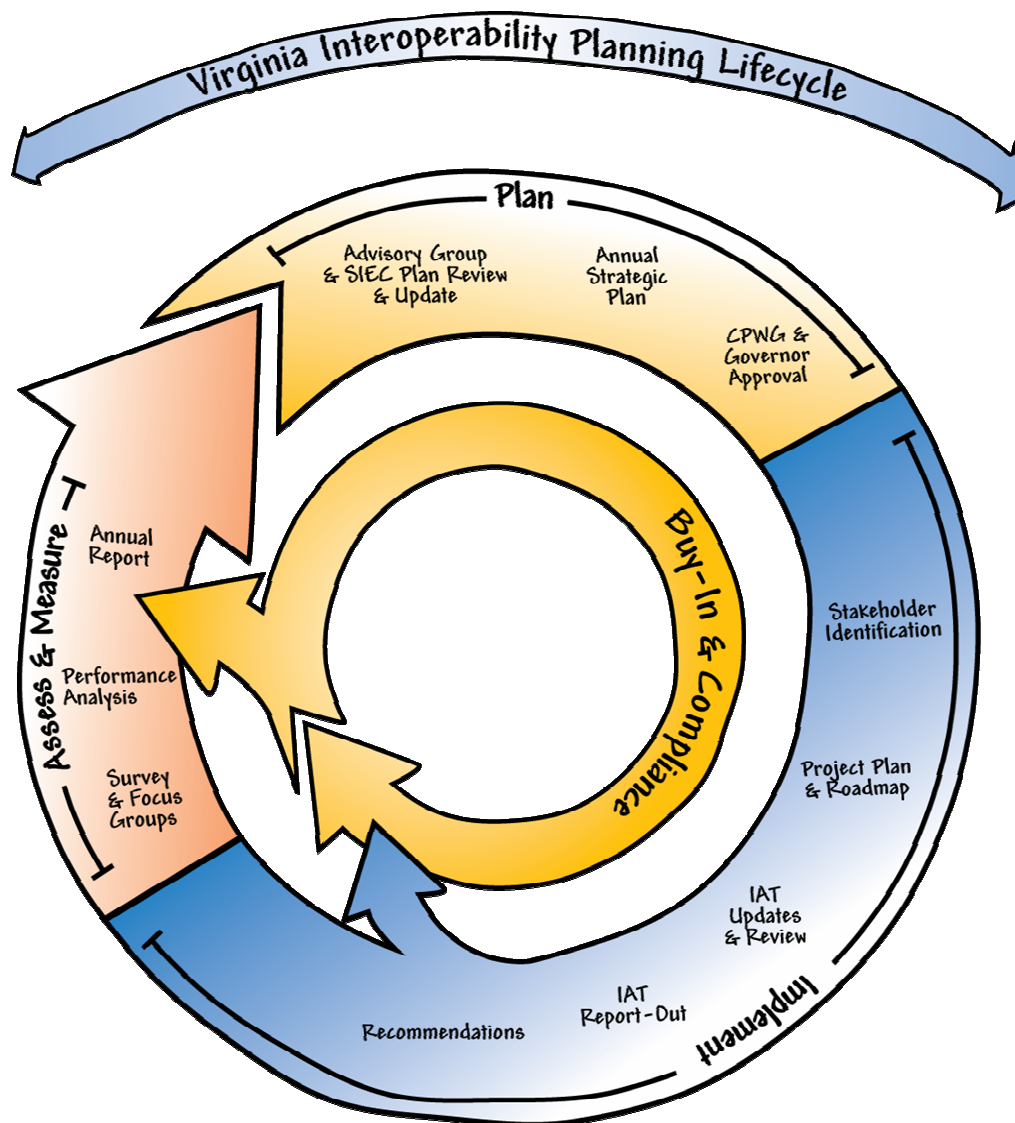 Virginia Interoperability Planning Lifecycle
Plan
Advisory Group
& SIEC Plan Review
& Update
Annual
Strategic
Plan
CPWG &
Governor
Approval
Stakeholder
Identification
Project Plan
& Roadmap
IAT
Updates
& Review
IAT
Report-Out
Recommendations
Implement
Survey
& Focus
Groups
Performance
Analysis
Annual
Report
Assess & Measure
Buy-In & Compliance